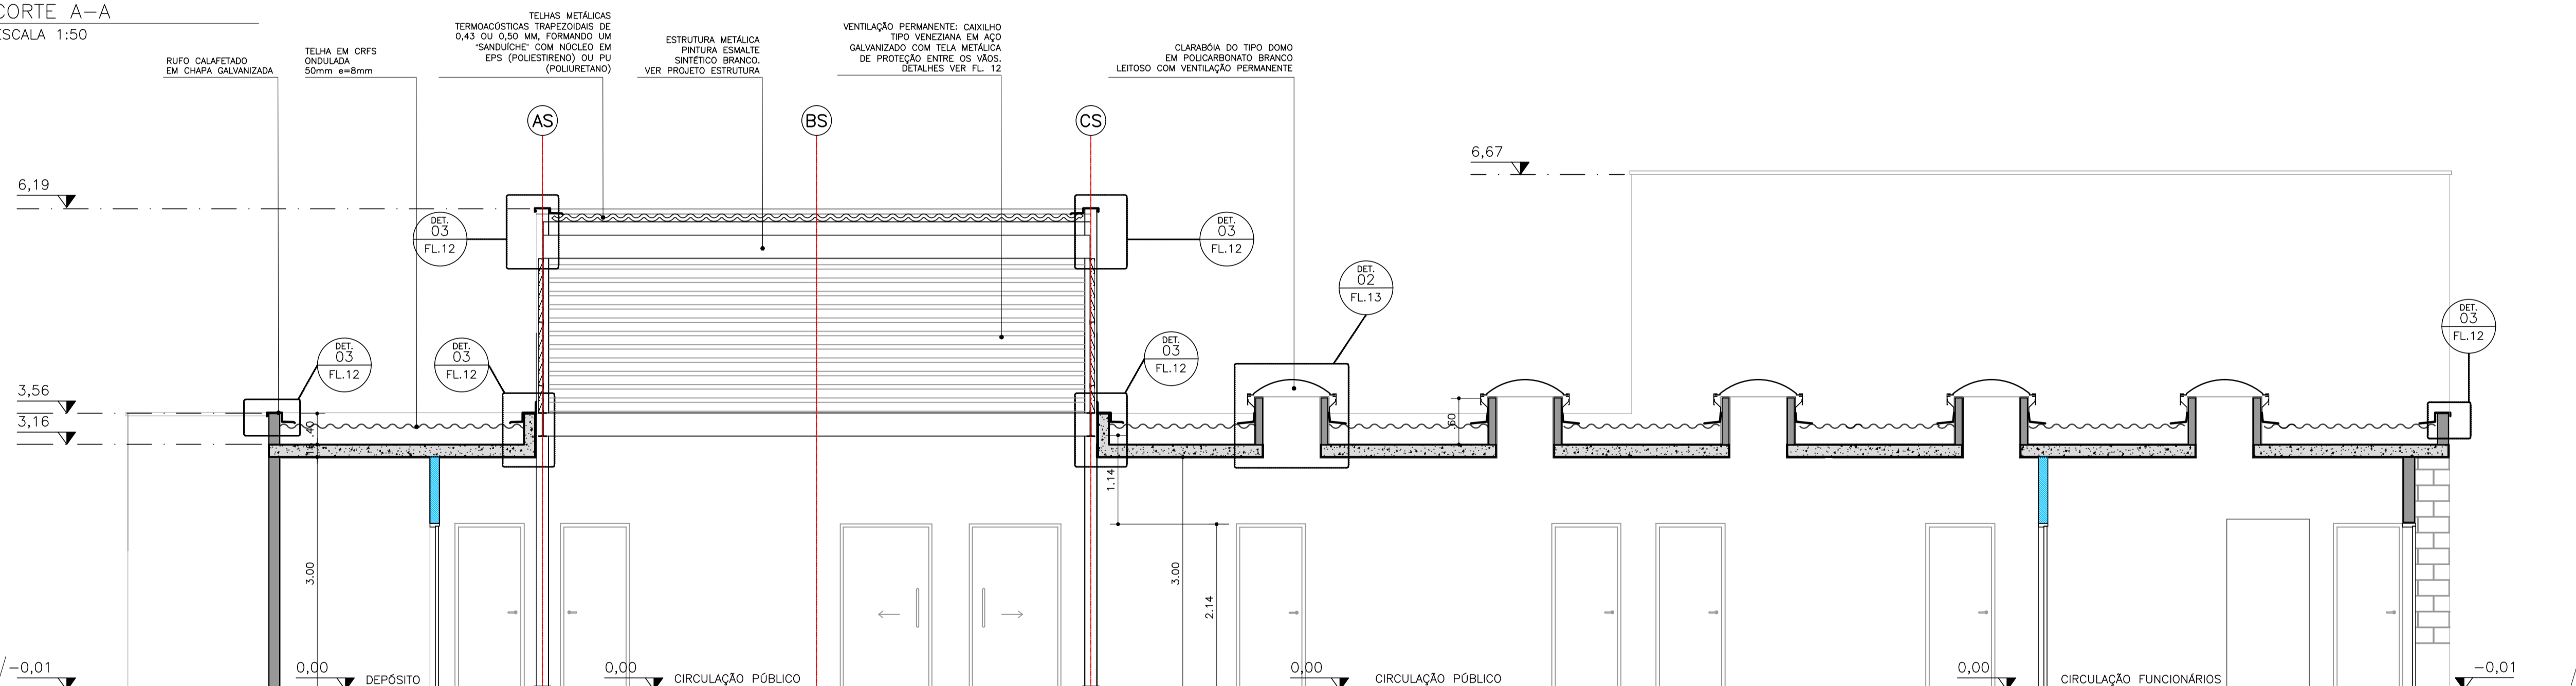 CORTE A-A
ESCALA 1:50
RUFO CALAFETADO
EM CHAPA GALVANIZADA
TELHA EM CRFS
ONDULADA
50mm e=8mm
TELHAS METÁLICAS
TERMOACÚSTICAS TRAPEZOIDAIS DE
0,43 OU 0,50 MM, FORMANDO UM
"SANDUÍCHE" COM NÚCLEO EM
EPS (POLIESTIRENO) OU PU
(POLIURETANO)
ESTRUTURA METÁLICA
PINTURA ESMALTE
SINTÉTICO BRANCO.
VER PROJETO ESTRUTURA
VENTILAÇÃO PERMANENTE: CAIXILHO
TIPO VENEZIANA EM AÇO
GALVANIZADO COM TELA METÁLICA
DE PROTEÇÃO ENTRE OS VÃOS.
DETALHES VER FL. 12
CLARABÓIA DO TIPO DOMO
EM POLICARBONATO BRANCO
LEITOSO COM VENTILAÇÃO PERMANENTE
AS
BS
CS
6,67
6,19
DET.
03
FL.12
DET.
03
FL.12
DET.
02
FL.13
DET.
03
FL.12
DET.
03
FL.12
DET.
03
FL.12
DET.
03
FL.12
3,56
3,16
.40
.60
1.14
3.00
3.00
2.14
-0,01
0,00
DEPÓSITO
0,00
CIRCULAÇÃO PÚBLICO
0,00
CIRCULAÇÃO PÚBLICO
0,00
CIRCULAÇÃO FUNCIONÁRIOS
-0,01